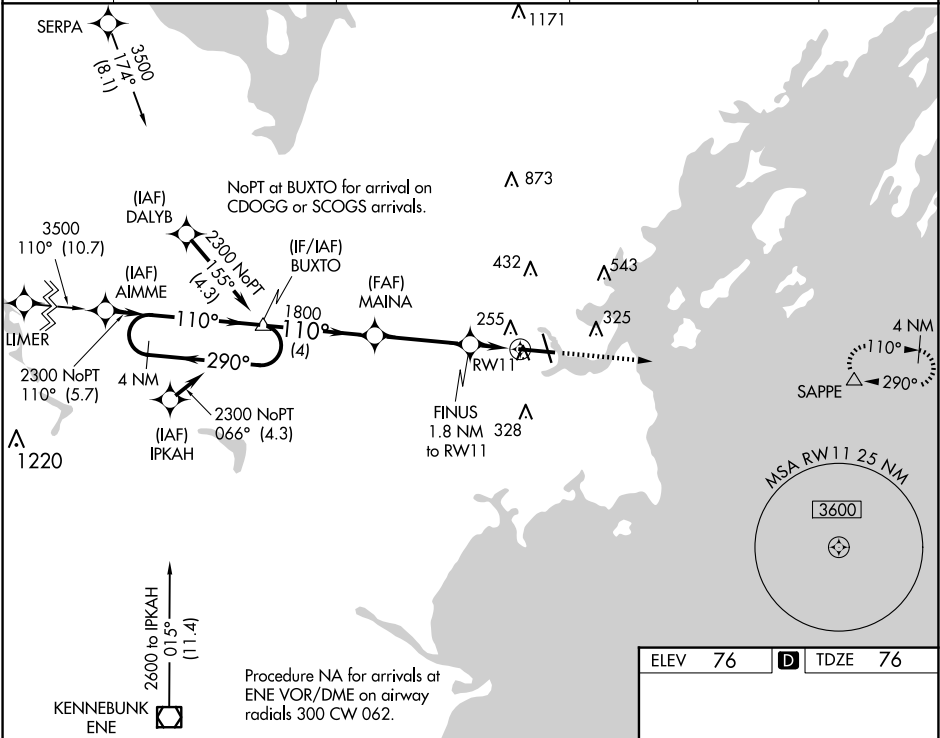 SERPA
3500
174°
(8.1)
1171
873
NoPT at BUXTO for arrival on
CDOGG or SCOGS arrivals.
(IAF)
DALYB
2300 NoPT
155°
(4.3)
3500
110° (10.7)
(IAF)
AIMME
(IF/IAF)
BUXTO
(FAF)
MAINA
432
543
LIMER
110°
1800
110°
(4)
255
325
RW11
290°
4 NM
2300 NoPT
110° (5.7)
2300 NoPT
066° (4.3)
(IAF)
IPKAH
FINUS
1.8 NM
to RW11
328
4 NM
110°
290°
SAPPE
1220
MSA RW11 25 NM
3600
2600 to IPKAH
015°
(11.4)
KENNEBUNK
ENE
Procedure NA for arrivals at
ENE VOR/DME on airway
radials 300 CW 062.
ELEV 76 D TDZE 76